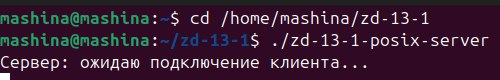 mashina@mashina:~$ cd /home/mashina/zd-13-1
mashina@mashina:~/zd-13-1$ ./zd-13-1-posix-server
Сервер: ожидаю подключение клиента...